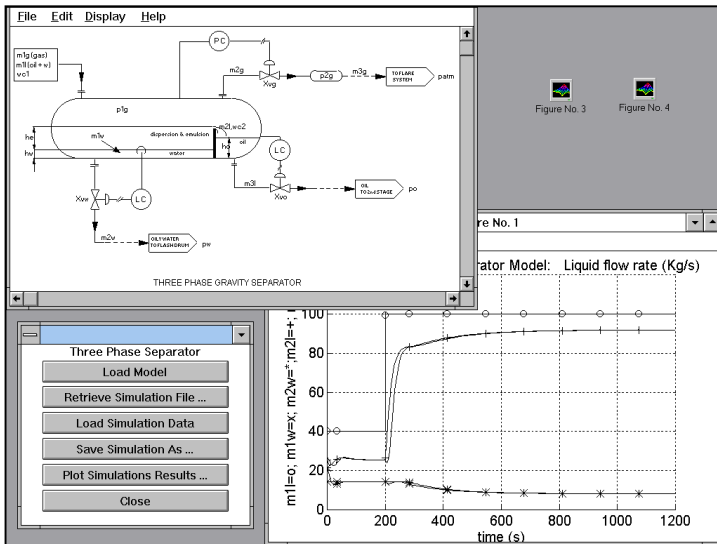 File Edit Display Help
m1g (gas)
m1l (oil + w)
vc1
PC
m2g
Xvg
p2g
m3g
TO FLARE
SYSTEM
patm
p1g
he
hw
m1w
dispersion & emulsion
m2l,wc2
oil
ho
water
LC
LC
Xvw
m3l
Xvo
OIL
TO 2nd STAGE
po
m2w
OILY WATER
TO FLASH DRUM
pw
THREE PHASE GRAVITY SEPARATOR
Figure No. 3
Figure No. 4
re No. 1
rator Model: Liquid flow rate (Kg/s)
m1l=o; m1w=x; m2w=*;m2l=+;
100
80
60
40
20
0
0 200 400 600 800 1000 1200
time (s)
Three Phase Separator
Load Model
Retrieve Simulation File ...
Load Simulation Data
Save Simulation As ...
Plot Simulations Results ...
Close